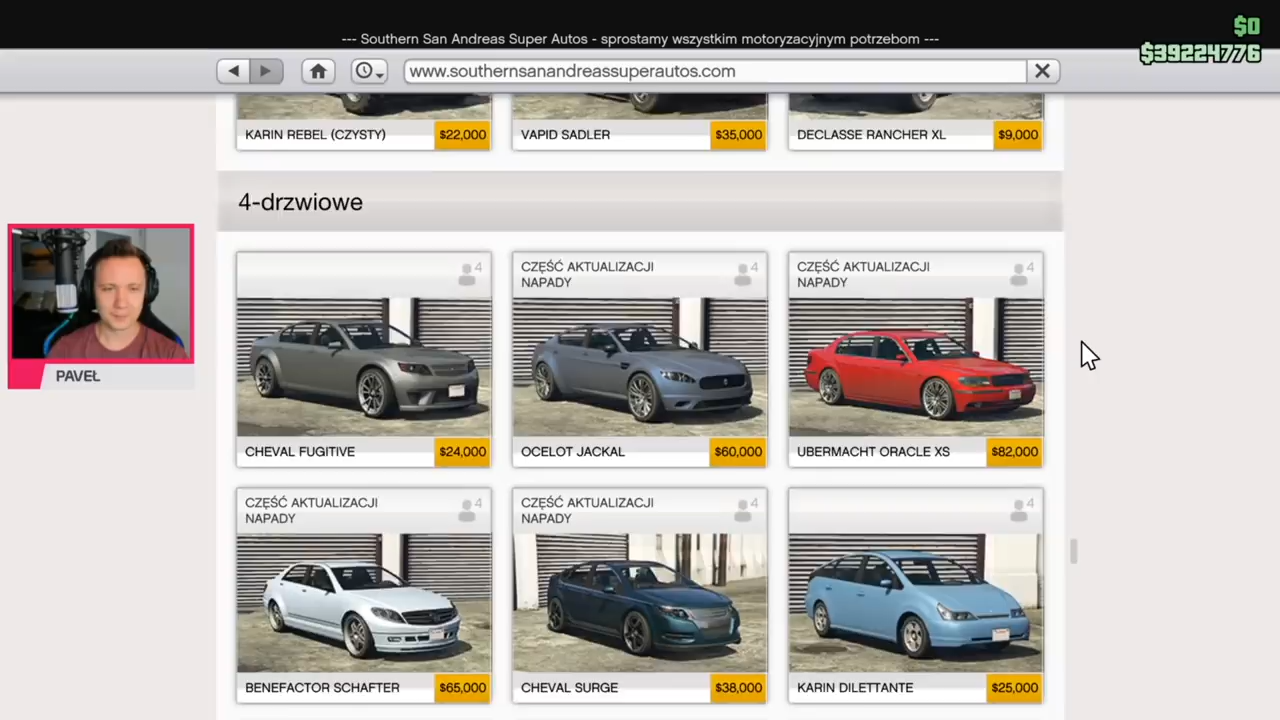 $0
--- Southern San Andreas Super Autos - sprostamy wszystkim motoryzacyjnym potrzebom ---
$39224776
www.southernsanandreassuperautos.com
KARIN REBEL (CZYSTY) $22,000
VAPID SADLER $35,000
DECLASSE RANCHER XL $9,000
4-drzwiowe
4
CZĘŚĆ AKTUALIZACJI
NAPADY
4
CZĘŚĆ AKTUALIZACJI
NAPADY
4
PAVEŁ
CHEVAL FUGITIVE $24,000
OCELOT JACKAL $60,000
UBERMACHT ORACLE XS $82,000
CZĘŚĆ AKTUALIZACJI
NAPADY
4
CZĘŚĆ AKTUALIZACJI
NAPADY
4
4
BENEFACTOR SCHAFTER $65,000
CHEVAL SURGE $38,000
KARIN DILETTANTE $25,000